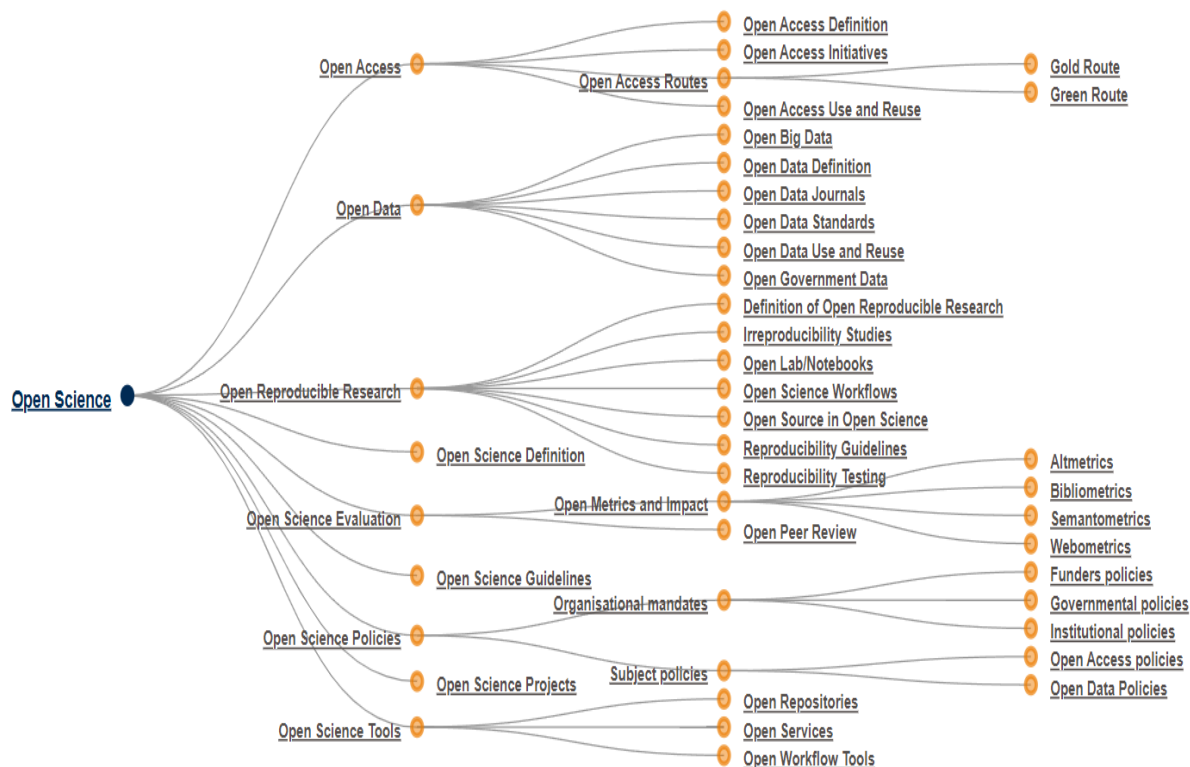 Open Science
Open Access
Open Access Definition
Open Access Initiatives
Open Access Routes
Gold Route
Green Route
Open Access Use and Reuse
Open Data
Open Big Data
Open Data Definition
Open Data Journals
Open Data Standards
Open Data Use and Reuse
Open Government Data
Open Reproducible Research
Definition of Open Reproducible Research
Irreproducibility Studies
Open Lab/Notebooks
Open Science Workflows
Open Source in Open Science
Reproducibility Guidelines
Reproducibility Testing
Open Science Definition
Open Science Evaluation
Open Metrics and Impact
Altmetrics
Bibliometrics
Semantometrics
Webometrics
Open Peer Review
Open Science Guidelines
Open Science Policies
Organisational mandates
Funders policies
Governmental policies
Institutional policies
Subject policies
Open Access policies
Open Data Policies
Open Science Projects
Open Science Tools
Open Repositories
Open Services
Open Workflow Tools